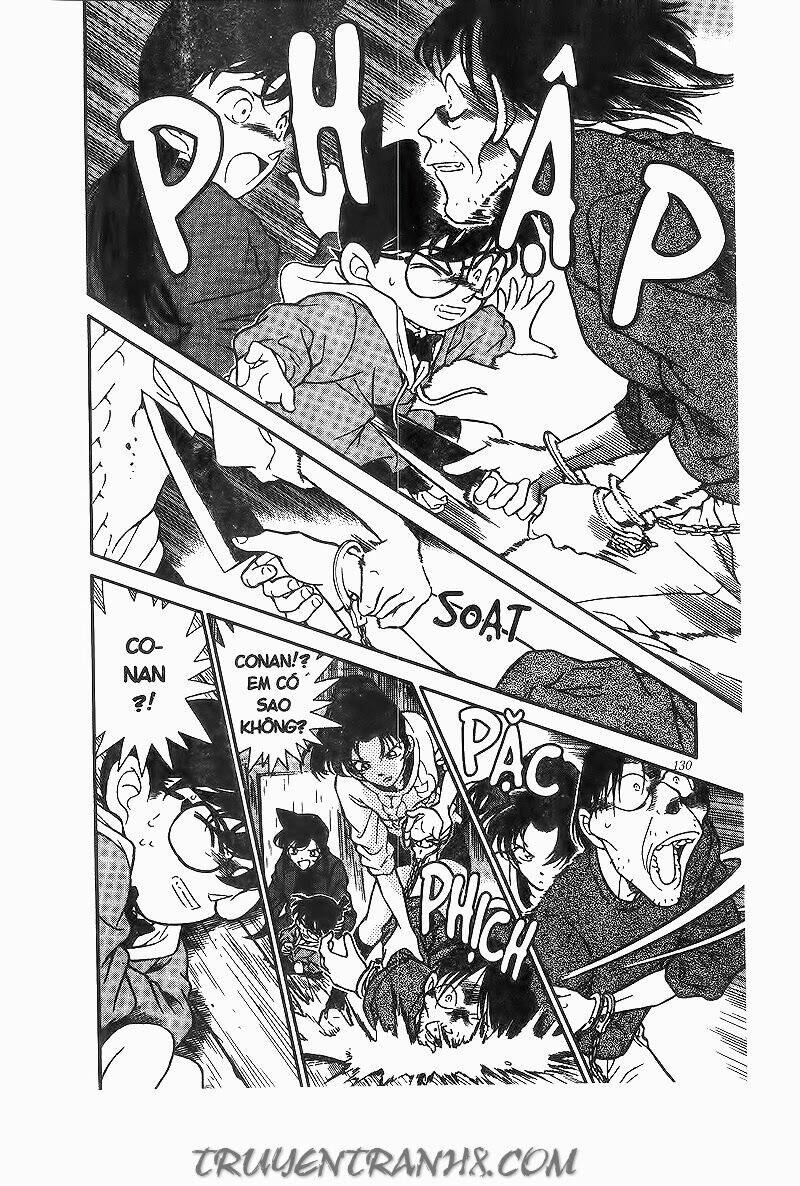 PHẬP
SOẠT
PẶC
130
PHỊCH
CONAN!?
EM CÓ
SAO
KHÔNG?
CO-
NAN
?!
TRUYENTRANH8.COM